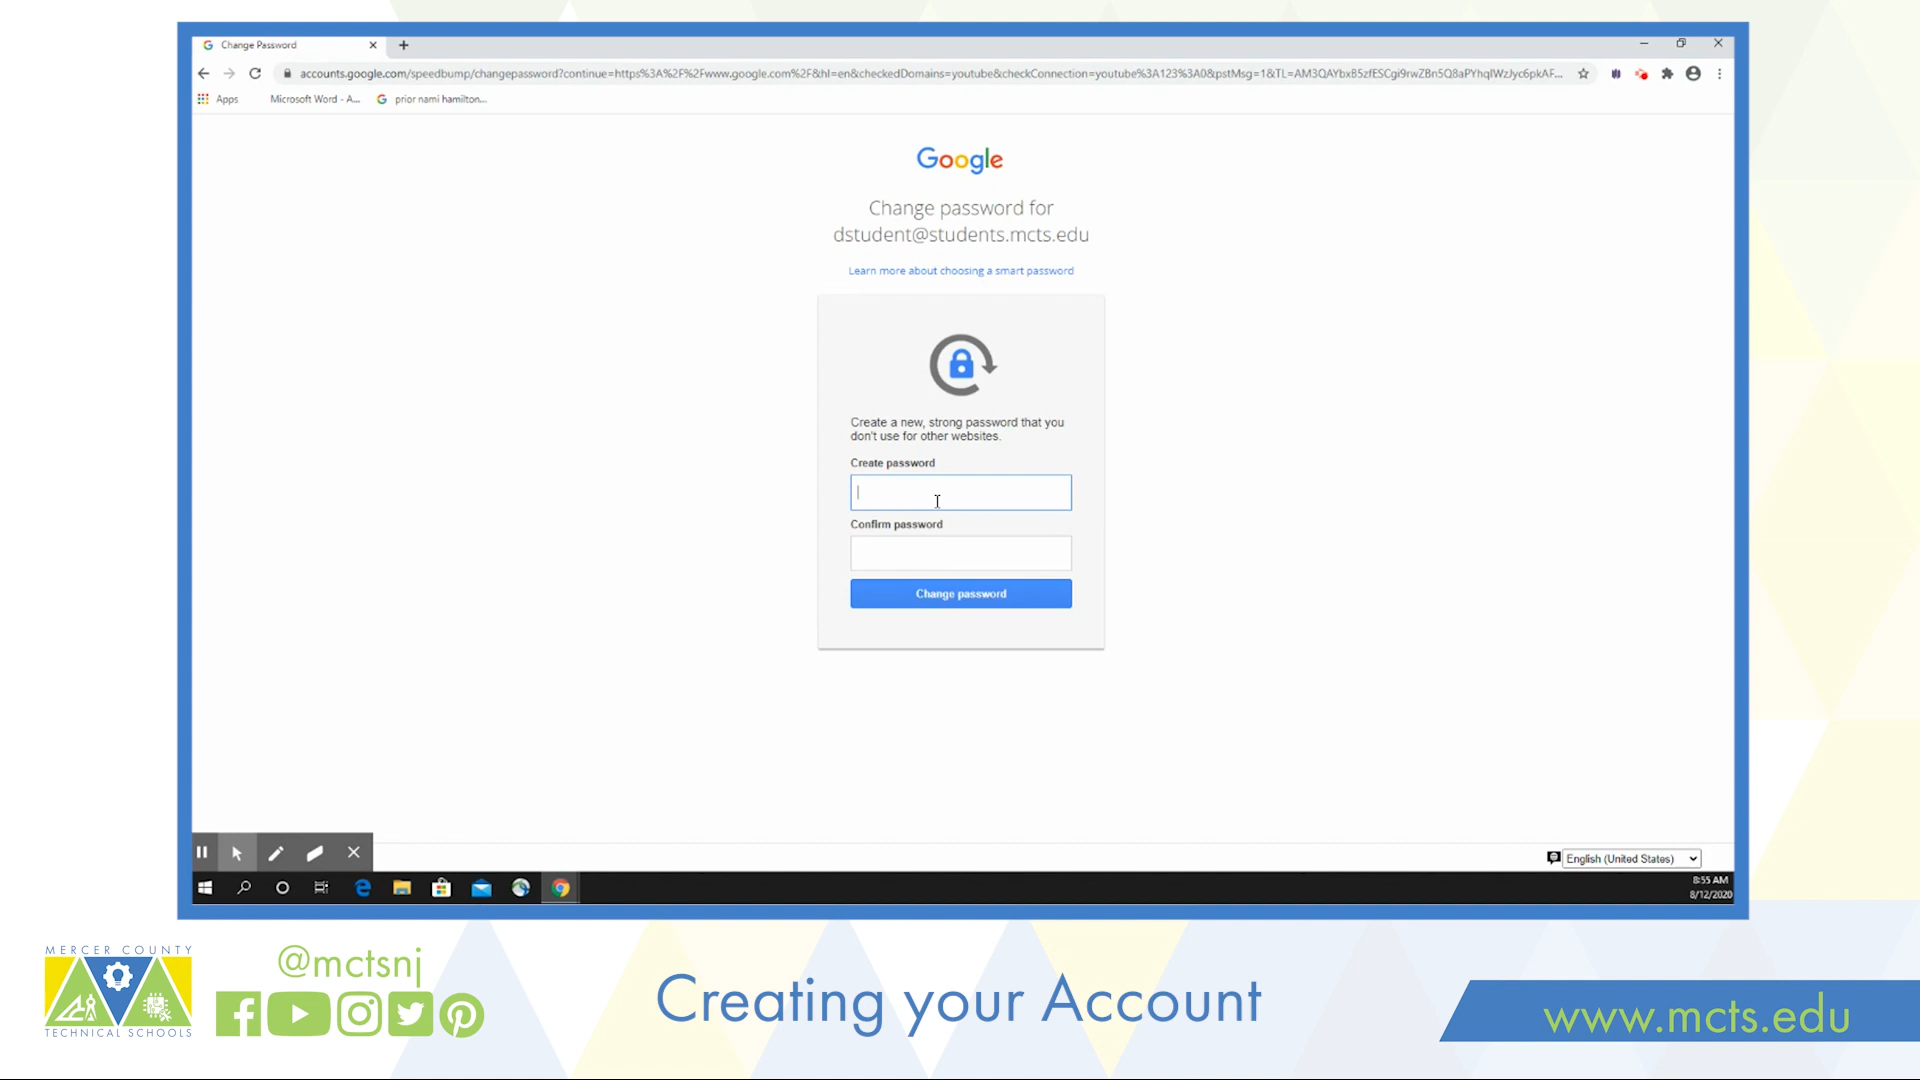 Change Password
accounts.google.com/speedbump/changepassword?continue=https%3A%2F%2Fwww.google.com%2F&hl=en&checkedDomains=youtube&checkConnection=youtube%3A123%3A0&pstMsg=1&TL=AM3QAYbxB5zfESCgi9rwZBn5Q8aPYhqIWzJyc6pkAF...
Apps Microsoft Word - A... prior nami hamilton...
Google
Change password for
dstudent@students.mcts.edu
Learn more about choosing a smart password
Create a new, strong password that you
don't use for other websites.
Create password
Confirm password
Change password
English (United States)
8:55 AM
8/12/2020
MERCER COUNTY
TECHNICAL SCHOOLS
@mctsnj
Creating your Account
www.mcts.edu